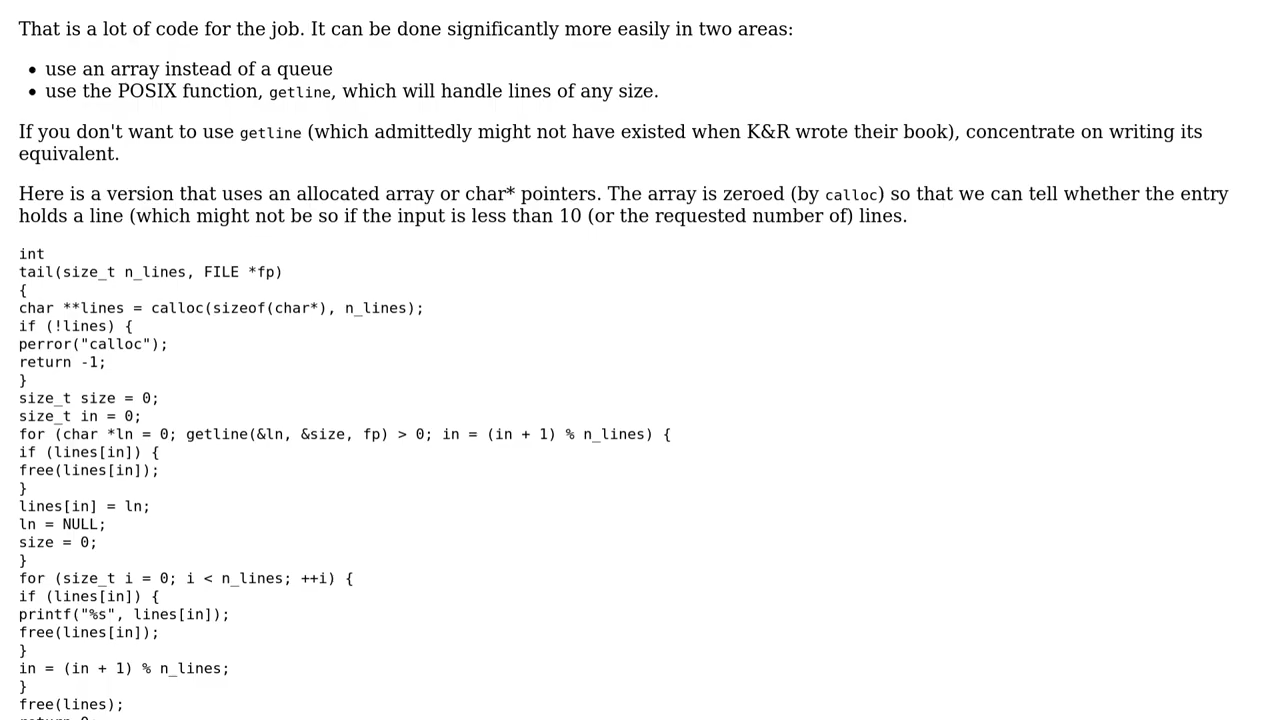 That is a lot of code for the job. It can be done significantly more easily in two areas:
• use an array instead of a queue
• use the POSIX function, getline, which will handle lines of any size.
If you don't want to use getline (which admittedly might not have existed when K&R wrote their book), concentrate on writing its
equivalent.
Here is a version that uses an allocated array or char* pointers. The array is zeroed (by calloc) so that we can tell whether the entry
holds a line (which might not be so if the input is less than 10 (or the requested number of) lines.
int
tail(size_t n_lines, FILE *fp)
{
char **lines = calloc(sizeof(char*), n_lines);
if (!lines) {
perror("calloc");
return -1;
}
size_t size = 0;
size_t in = 0;
for (char *ln = 0; getline(&ln, &size, fp) > 0; in = (in + 1) % n_lines) {
if (lines[in]) {
free(lines[in]);
}
lines[in] = ln;
ln = NULL;
size = 0;
}
for (size_t i = 0; i < n_lines; ++i) {
if (lines[in]) {
printf("%s", lines[in]);
free(lines[in]);
}
in = (in + 1) % n_lines;
}
free(lines);